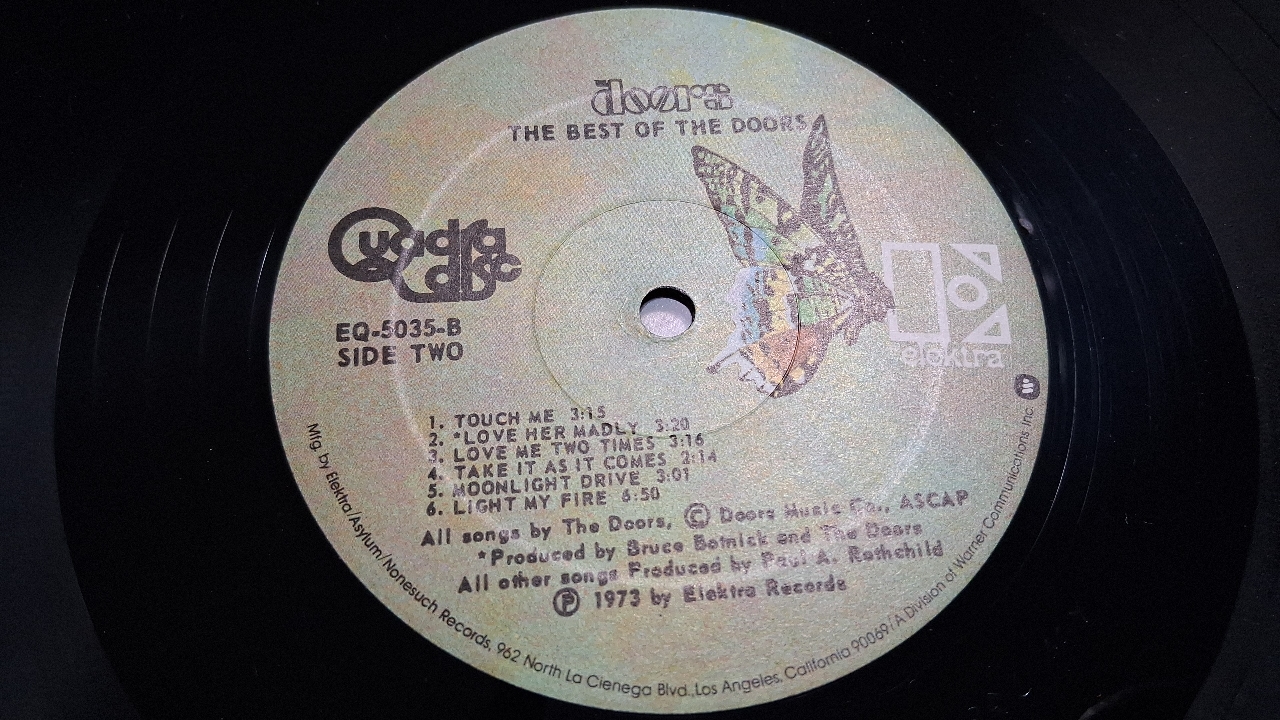 the doors
THE BEST OF THE DOORS
Quadradisc
EQ-5035-B
SIDE TWO
elektra
1. TOUCH ME 3:15
2. *LOVE HER MADLY 3:20
3. LOVE ME TWO TIMES 3:16
4. TAKE IT AS IT COMES 2:14
5. MOONLIGHT DRIVE 3:01
6. LIGHT MY FIRE 6:50
All songs by The Doors, © Doors Music Co., ASCAP
*Produced by Bruce Botnick and The Doors
All other songs Produced by Paul A. Rothchild
℗ 1973 by Elektra Records
Mfg. by Elektra/Asylum/Nonesuch Records, 962 North La Cienega Blvd., Los Angeles, California 90069 / A Division of Warner Communications Inc.